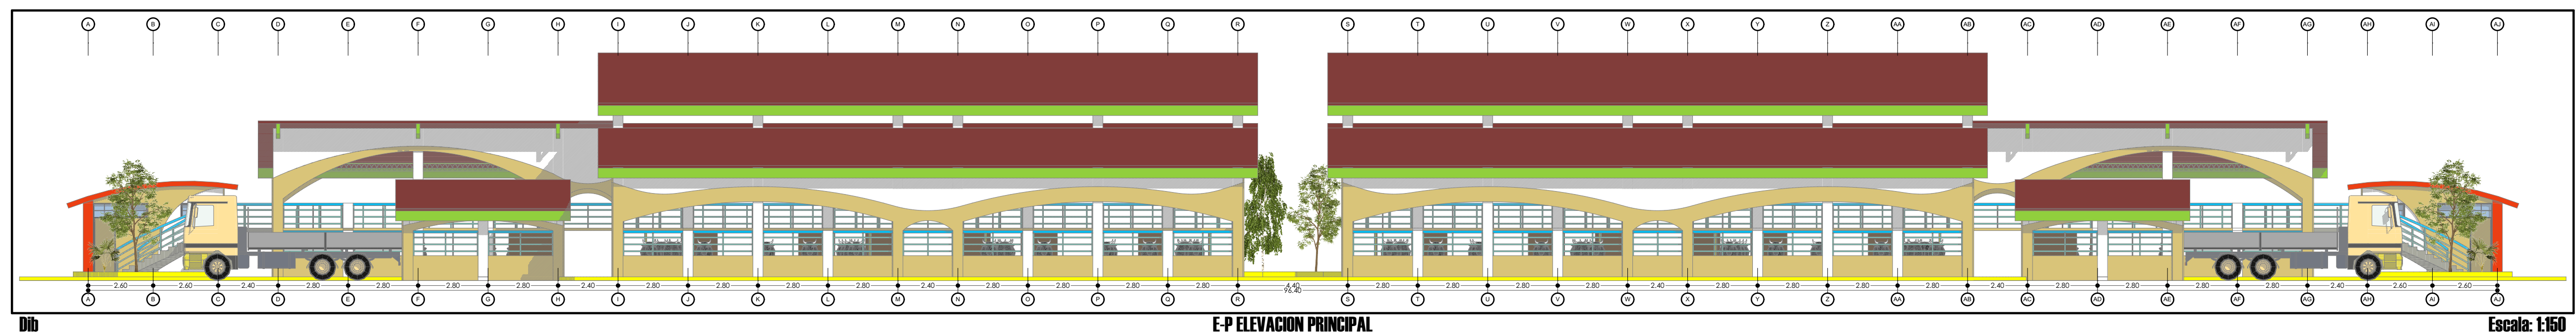 A B C D E F G H I J K L M N O P Q R S T U V W X Y Z AA AB AC AD AE AF AG AH AI AJ
2.60 2.60 2.40 2.80 2.80 2.80 2.80 2.40 2.80 2.80 2.80 2.80 2.40 2.80 2.80 2.80 2.80 4.40 2.80 2.80 2.80 2.80 2.40 2.80 2.80 2.80 2.80 2.40 2.80 2.80 2.80 2.80 2.40 2.60 2.60
96.40
A B C D E F G H I J K L M N O P Q R S T U V W X Y Z AA AB AC AD AE AF AG AH AI AJ
Dib E-P ELEVACION PRINCIPAL Escala: 1:150